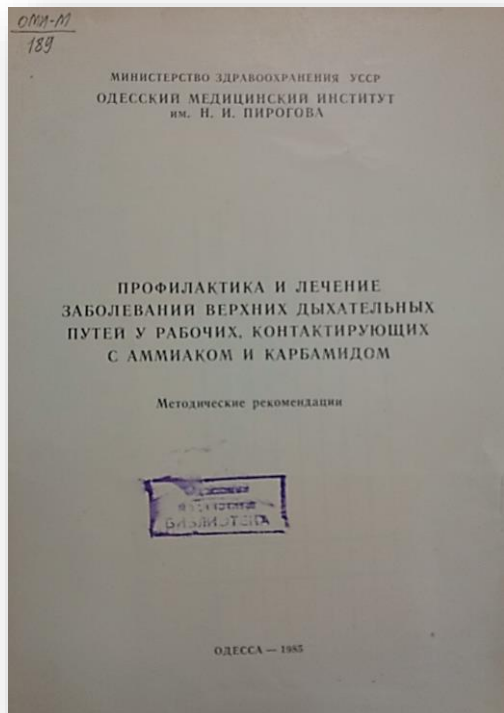 ОМИ-М
189
МИНИСТЕРСТВО ЗДРАВООХРАНЕНИЯ УССР
ОДЕССКИЙ МЕДИЦИНСКИЙ ИНСТИТУТ
им. Н. И. ПИРОГОВА
ПРОФИЛАКТИКА И ЛЕЧЕНИЕ
ЗАБОЛЕВАНИЙ ВЕРХНИХ ДЫХАТЕЛЬНЫХ
ПУТЕЙ У РАБОЧИХ, КОНТАКТИРУЮЩИХ
С АММИАКОМ И КАРБАМИДОМ
Методические рекомендации
БИБЛИОТЕКА
ОДЕССА — 1985